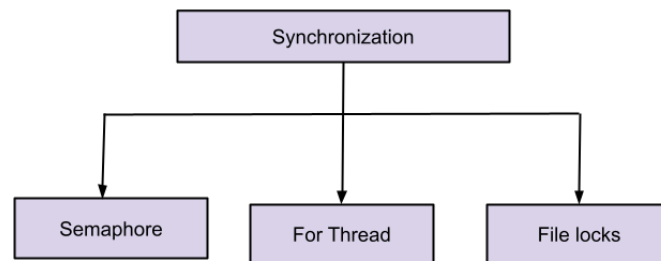 Synchronization
Semaphore
For Thread
File locks